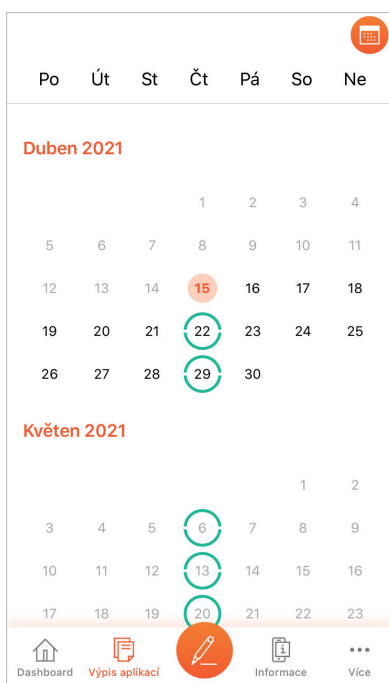 Po Út St Čt Pá So Ne
Duben 2021
1 2 3 4
5 6 7 8 9 10 11
12 13 14 15 16 17 18
19 20 21 22 23 24 25
26 27 28 29 30
Květen 2021
1 2
3 4 5 6 7 8 9
10 11 12 13 14 15 16
17 18 19 20 21 22 23
Dashboard Výpis aplikací Informace Více